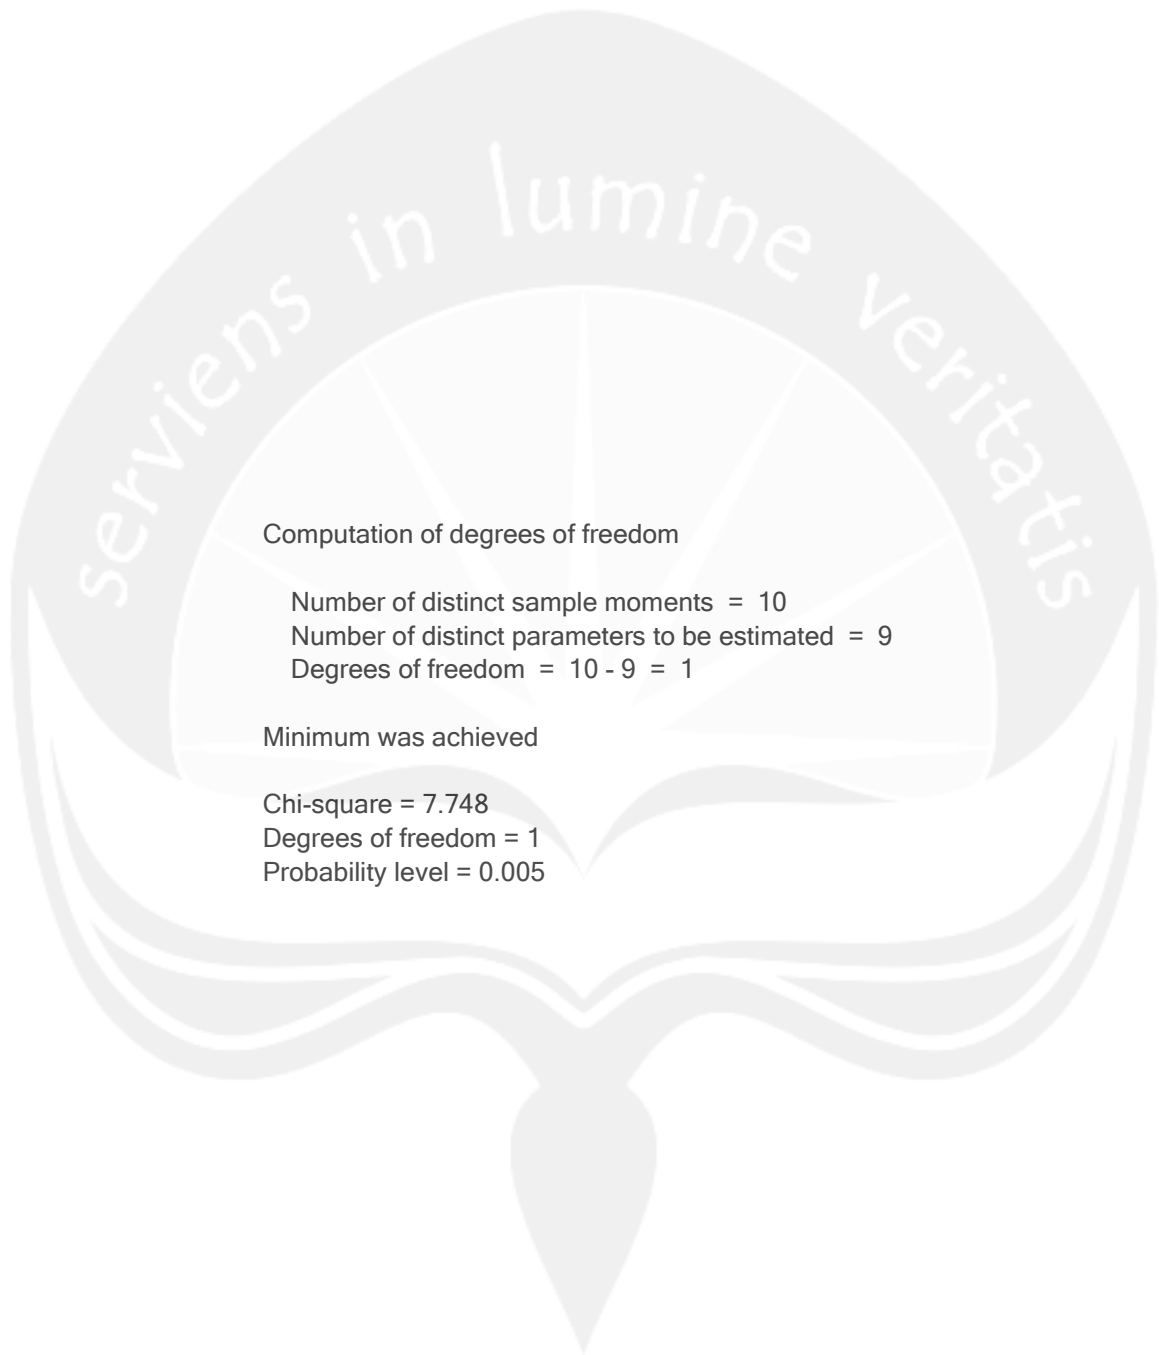 serviens in lumine veritatis
Computation of degrees of freedom
Number of distinct sample moments = 10
Number of distinct parameters to be estimated = 9
Degrees of freedom = 10 - 9 = 1
Minimum was achieved
Chi-square = 7.748
Degrees of freedom = 1
Probability level = 0.005